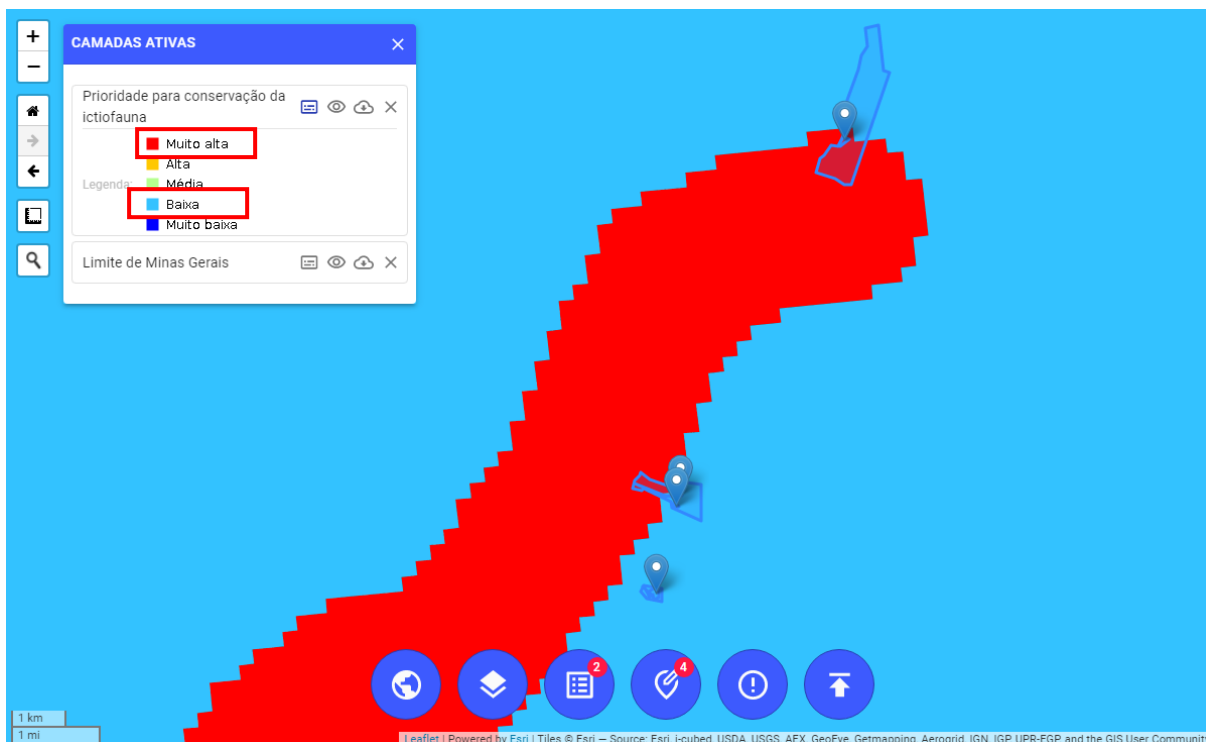 +
CAMADAS ATIVAS
−
Prioridade para conservação da
ictiofauna
Muito alta
Alta
Legenda: Média
Baixa
Muito baixa
Limite de Minas Gerais
2
4
1 km
1 mi
Leaflet | Powered by Esri | Tiles © Esri — Source: Esri, i-cubed, USDA, USGS, AEX, GeoEye, Getmapping, Aerogrid, IGN, IGP, UPR-EGP, and the GIS User Community